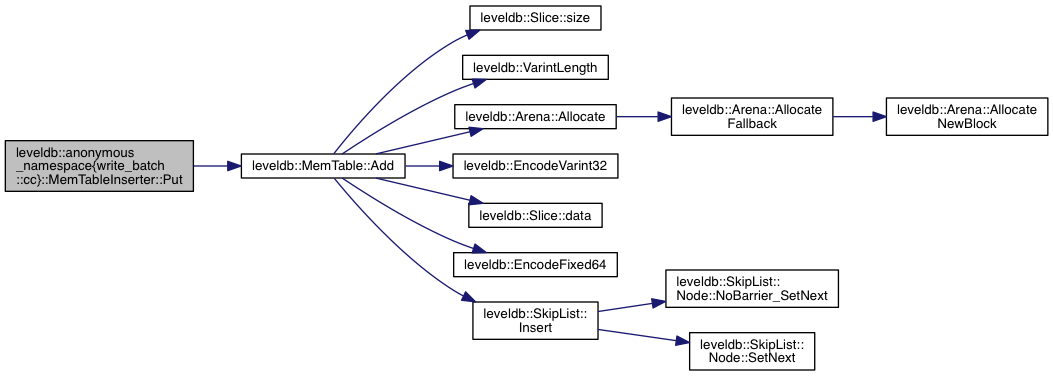 leveldb::anonymous
_namespace{write_batch
::cc}::MemTableInserter::Put
leveldb::MemTable::Add
leveldb::Slice::size
leveldb::VarintLength
leveldb::Arena::Allocate
leveldb::Arena::Allocate
Fallback
leveldb::Arena::Allocate
NewBlock
leveldb::EncodeVarint32
leveldb::Slice::data
leveldb::EncodeFixed64
leveldb::SkipList::
Insert
leveldb::SkipList::
Node::NoBarrier_SetNext
leveldb::SkipList::
Node::SetNext